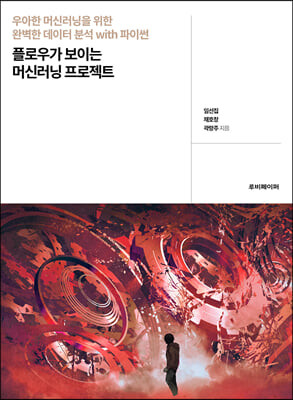 우아한 머신러닝을 위한
완벽한 데이터 분석 with 파이썬
플로우가 보이는
머신러닝 프로젝트
임선집
채호창
곽량주 지음
루비페이퍼